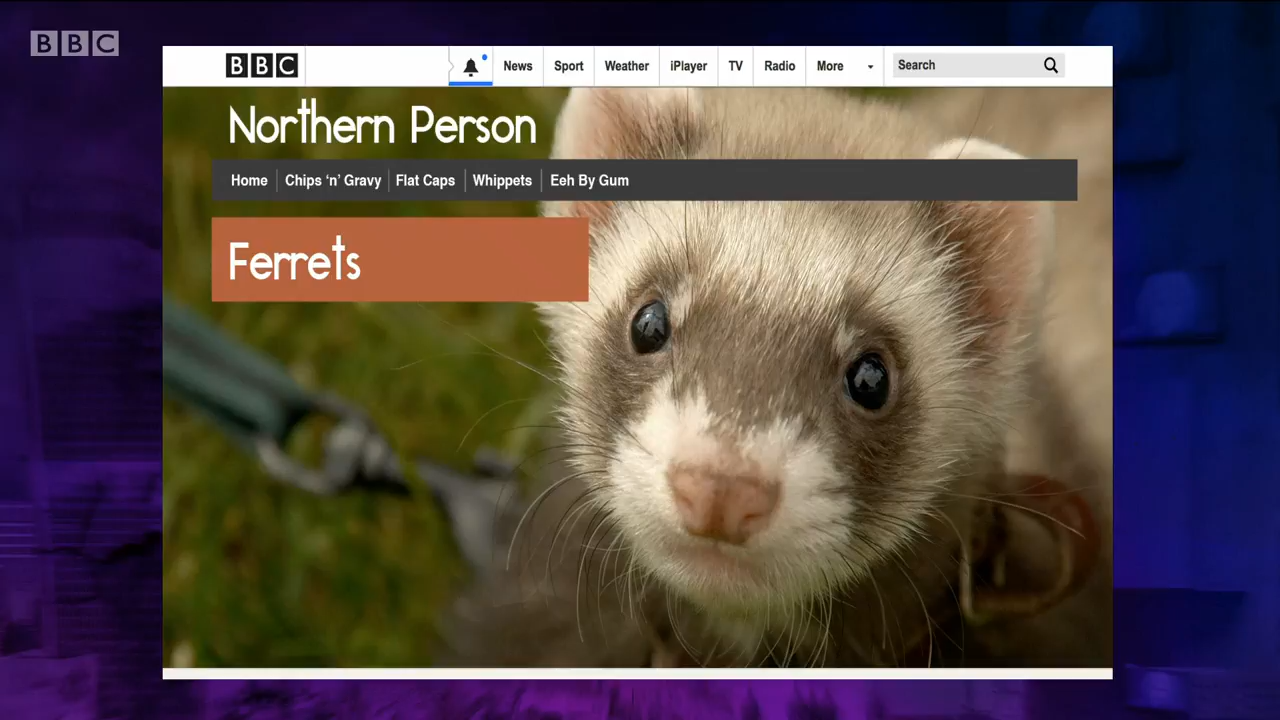 BBC
BBC News Sport Weather iPlayer TV Radio More Search
Northern Person
Home Chips ‘n’ Gravy Flat Caps Whippets Eeh By Gum
Ferrets